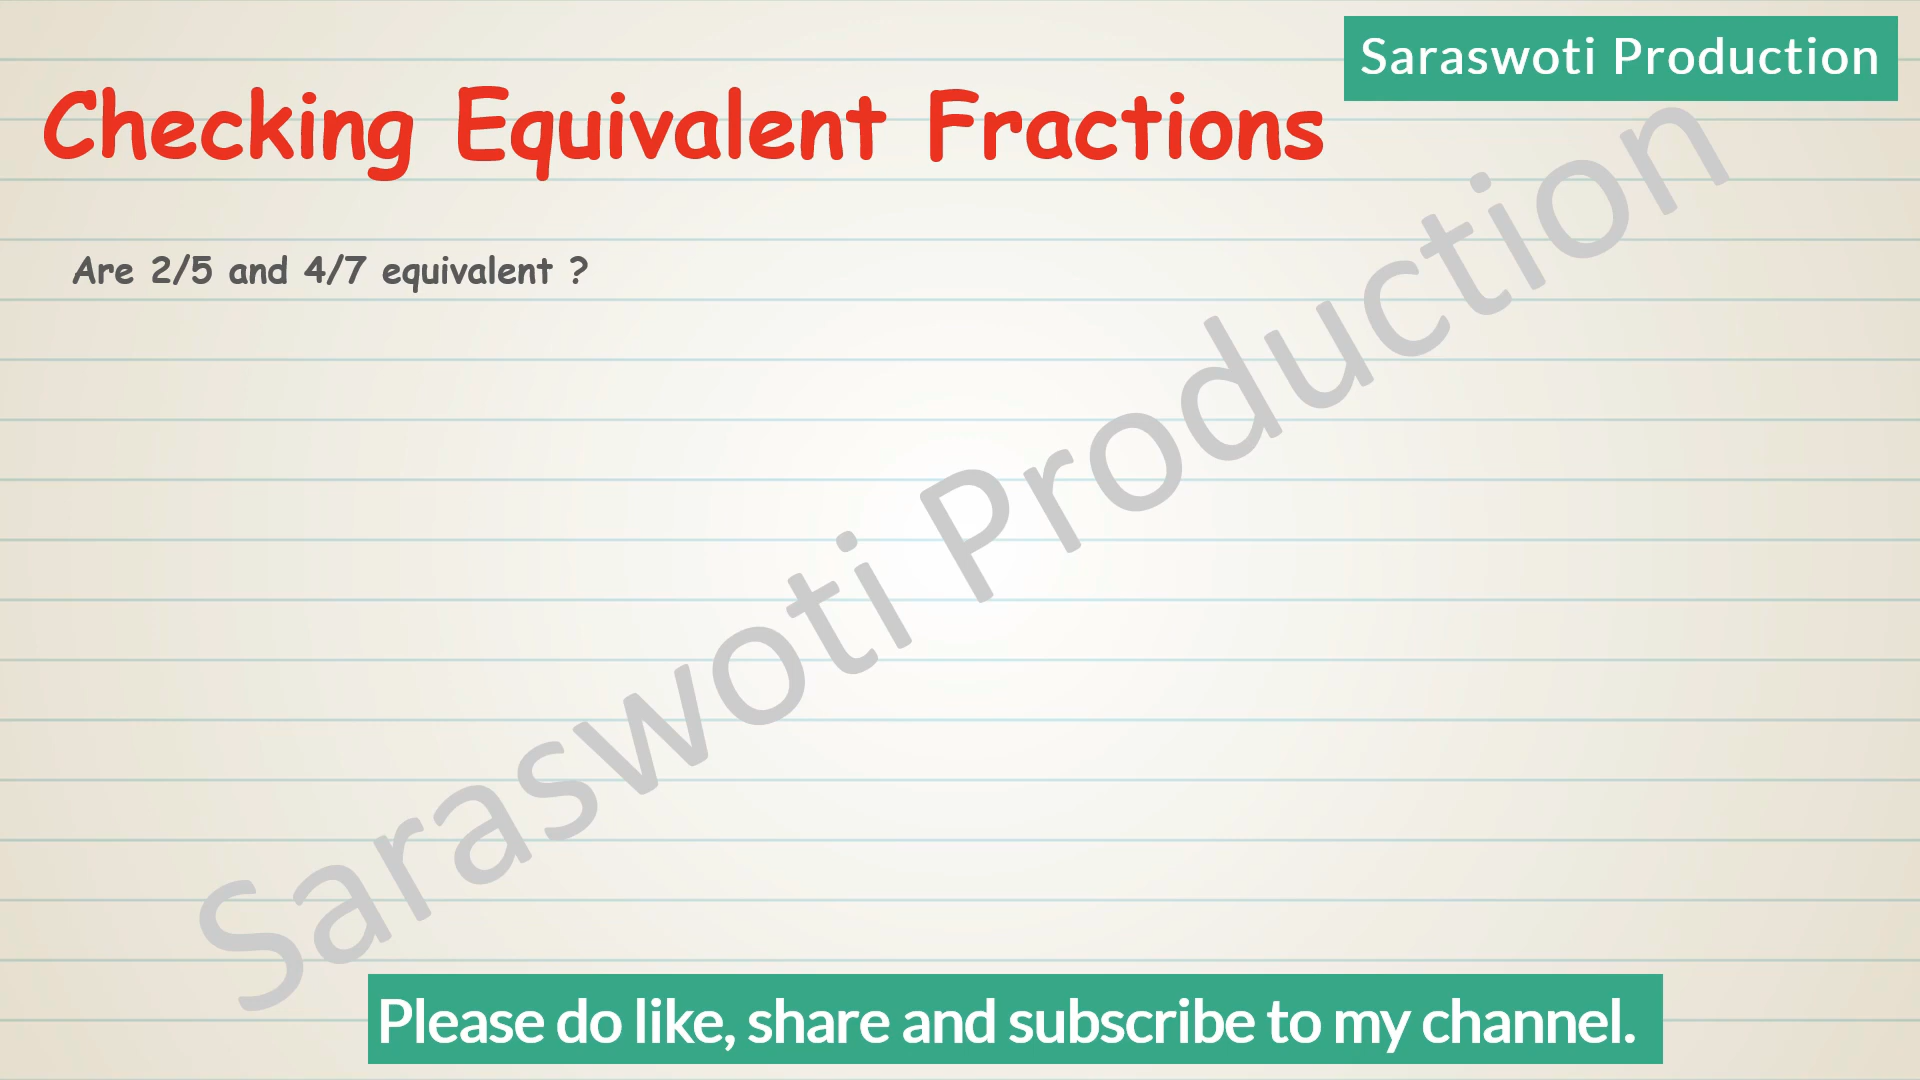 Saraswoti Production
Checking Equivalent Fractions
Are 2/5 and 4/7 equivalent ?
Saraswoti Production
Please do like, share and subscribe to my channel.